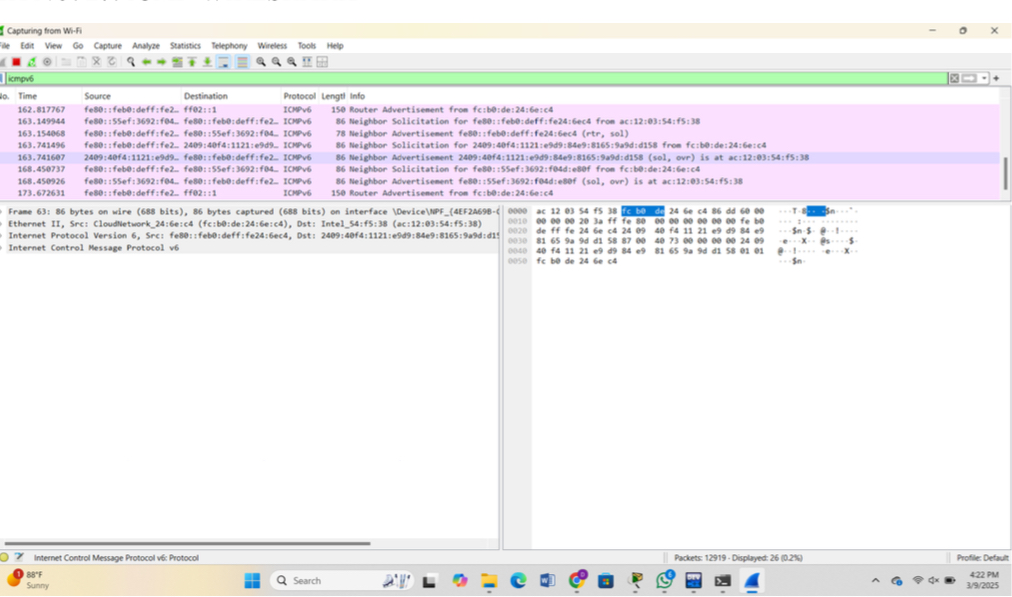 Capturing from Wi-Fi
File Edit View Go Capture Analyze Statistics Telephony Wireless Tools Help
icmpv6
No. Time Source Destination Protocol Lengtl Info
162.817767 fe80::feb0:deff:fe2… ff02::1 ICMPv6 150 Router Advertisement from fc:b0:de:24:6e:c4
163.149944 fe80::55ef:3692:f04… fe80::feb0:deff:fe2… ICMPv6 86 Neighbor Solicitation for fe80::feb0:deff:fe24:6ec4 from ac:12:03:54:f5:38
163.154068 fe80::feb0:deff:fe2… fe80::55ef:3692:f04… ICMPv6 78 Neighbor Advertisement fe80::feb0:deff:fe24:6ec4 (rtr, sol)
163.741496 fe80::feb0:deff:fe2… 2409:40f4:1121:e9d9… ICMPv6 86 Neighbor Solicitation for 2409:40f4:1121:e9d9:84e9:8165:9a9d:d158 from fc:b0:de:24:6e:c4
163.741607 2409:40f4:1121:e9d9… fe80::feb0:deff:fe2… ICMPv6 86 Neighbor Advertisement 2409:40f4:1121:e9d9:84e9:8165:9a9d:d158 (sol, ovr) is at ac:12:03:54:f5:38
168.450737 fe80::feb0:deff:fe2… fe80::55ef:3692:f04… ICMPv6 86 Neighbor Solicitation for fe80::55ef:3692:f04d:e80f from fc:b0:de:24:6e:c4
168.450926 fe80::55ef:3692:f04… fe80::feb0:deff:fe2… ICMPv6 86 Neighbor Advertisement fe80::55ef:3692:f04d:e80f (sol, ovr) is at ac:12:03:54:f5:38
173.672631 fe80::feb0:deff:fe2… ff02::1 ICMPv6 150 Router Advertisement from fc:b0:de:24:6e:c4
Frame 63: 86 bytes on wire (688 bits), 86 bytes captured (688 bits) on interface \Device\NPF_{4EF2A69B-
Ethernet II, Src: CloudNetwork_24:6e:c4 (fc:b0:de:24:6e:c4), Dst: Intel_54:f5:38 (ac:12:03:54:f5:38)
Internet Protocol Version 6, Src: fe80::feb0:deff:fe24:6ec4, Dst: 2409:40f4:1121:e9d9:84e9:8165:9a9d:d15
Internet Control Message Protocol v6
0000 ac 12 03 54 f5 38 fc b0 de 24 6e c4 86 dd 60 00 ···T·8·· ·$n···`·
0010 00 00 00 20 3a ff fe 80 00 00 00 00 00 00 fe b0 ··· :··· ········
0020 de ff fe 24 6e c4 24 09 40 f4 11 21 e9 d9 84 e9 ···$n·$· @··!····
0030 81 65 9a 9d d1 58 87 00 40 73 00 00 00 00 24 09 ·e···X·· @s····$·
0040 40 f4 11 21 e9 d9 84 e9 81 65 9a 9d d1 58 01 01 @··!···· ·e···X··
0050 fc b0 de 24 6e c4 ···$n·
Internet Control Message Protocol v6: Protocol Packets: 12919 · Displayed: 26 (0.2%) Profile: Default
88°F
Sunny
Search
4:22 PM
3/9/2025